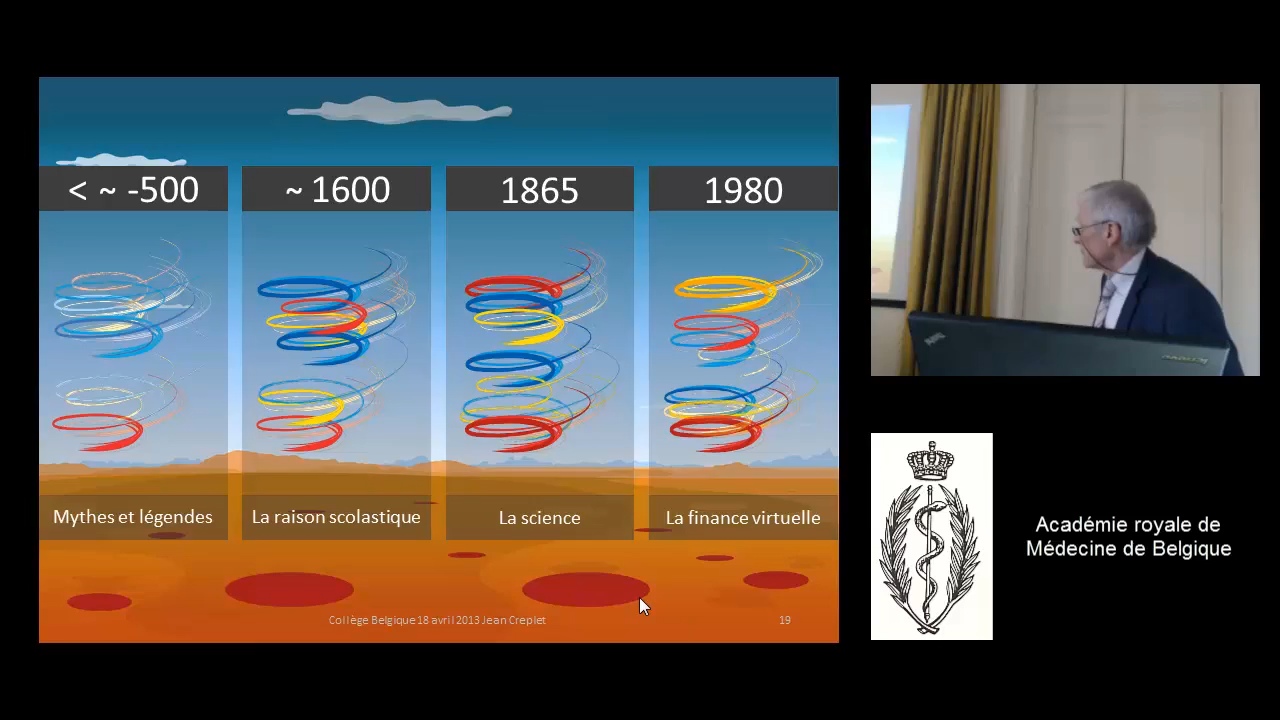 < ~ -500
~ 1600
1865
1980
Mythes et légendes
La raison scolastique
La science
La finance virtuelle
Collège Belgique 18 avril 2013 Jean Creplet
19
Académie royale de
Médecine de Belgique